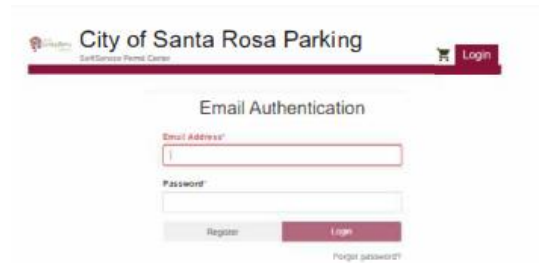 City of Santa Rosa Parking
SelfService Permit Center
Login
Email Authentication
Email Address*
Password*
Register
Login
Forgot password?